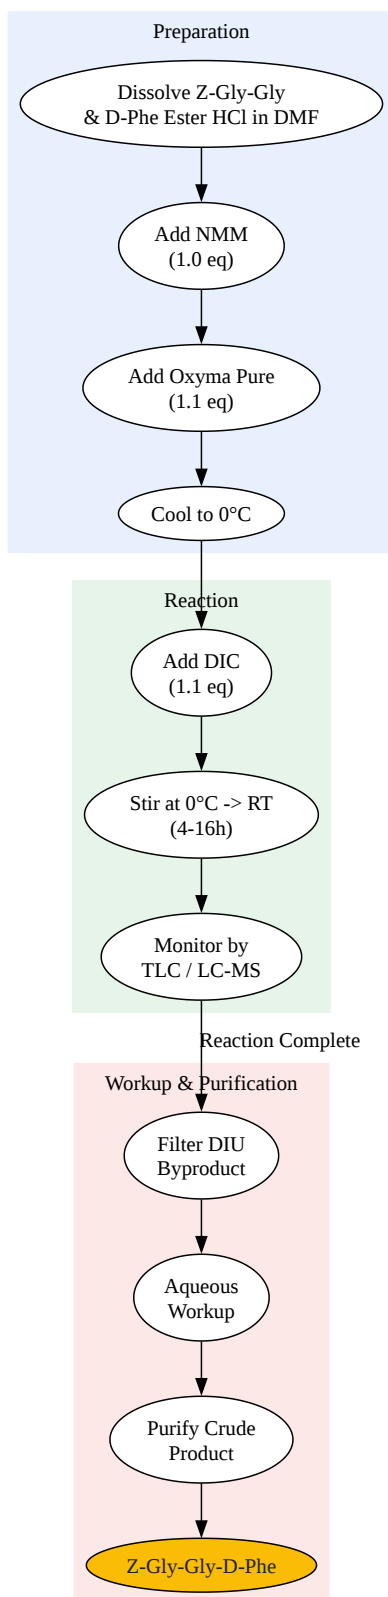 Preparation
Dissolve Z-Gly-Gly
& D-Phe Ester HCl in DMF
Add NMM
(1.0 eq)
Add Oxyma Pure
(1.1 eq)
Cool to 0°C
Reaction
Add DIC
(1.1 eq)
Stir at 0°C -> RT
(4-16h)
Monitor by
TLC / LC-MS
Reaction Complete
Workup & Purification
Filter DIU
Byproduct
Aqueous
Workup
Purify Crude
Product
Z-Gly-Gly-D-Phe